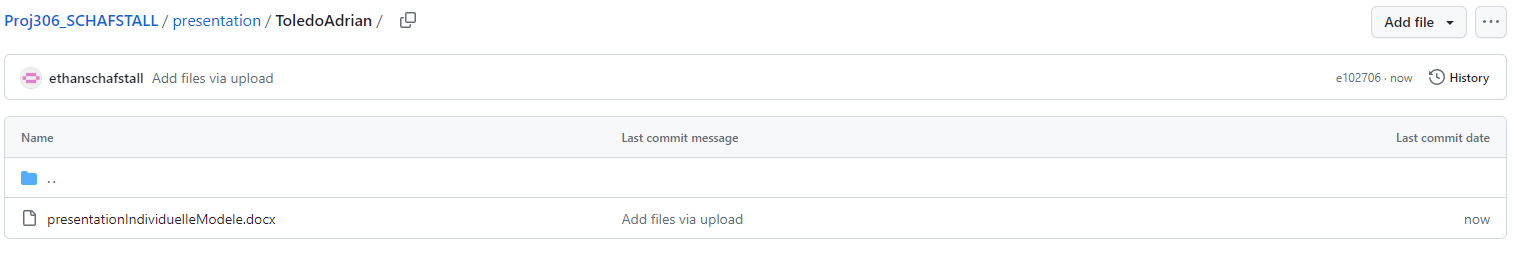 Proj306_SCHAFSTALL / presentation / ToledoAdrian /
Add file
ethanschafstall Add files via upload
e102706 · now
History
Name Last commit message Last commit date
..
presentationIndividuelleModele.docx Add files via upload now